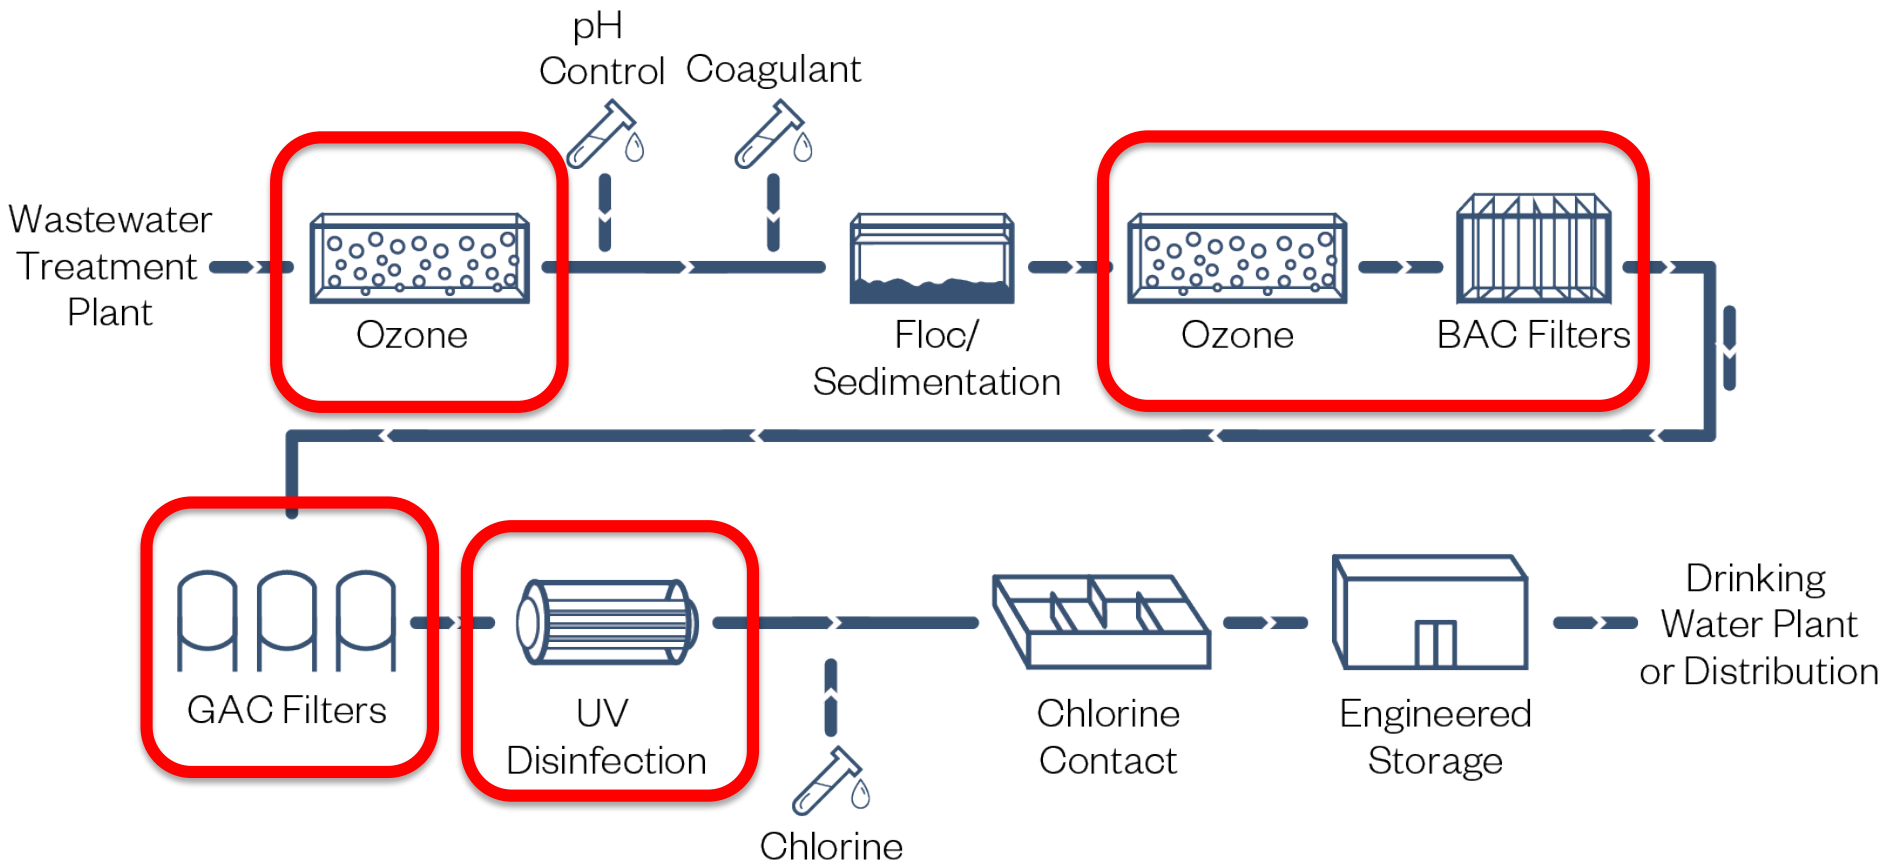 pH
Control
Coagulant
Wastewater
Treatment
Plant
Ozone
Floc/
Sedimentation
Ozone
BAC Filters
GAC Filters
UV
Disinfection
Chlorine
Chlorine
Contact
Engineered
Storage
Drinking
Water Plant
or Distribution